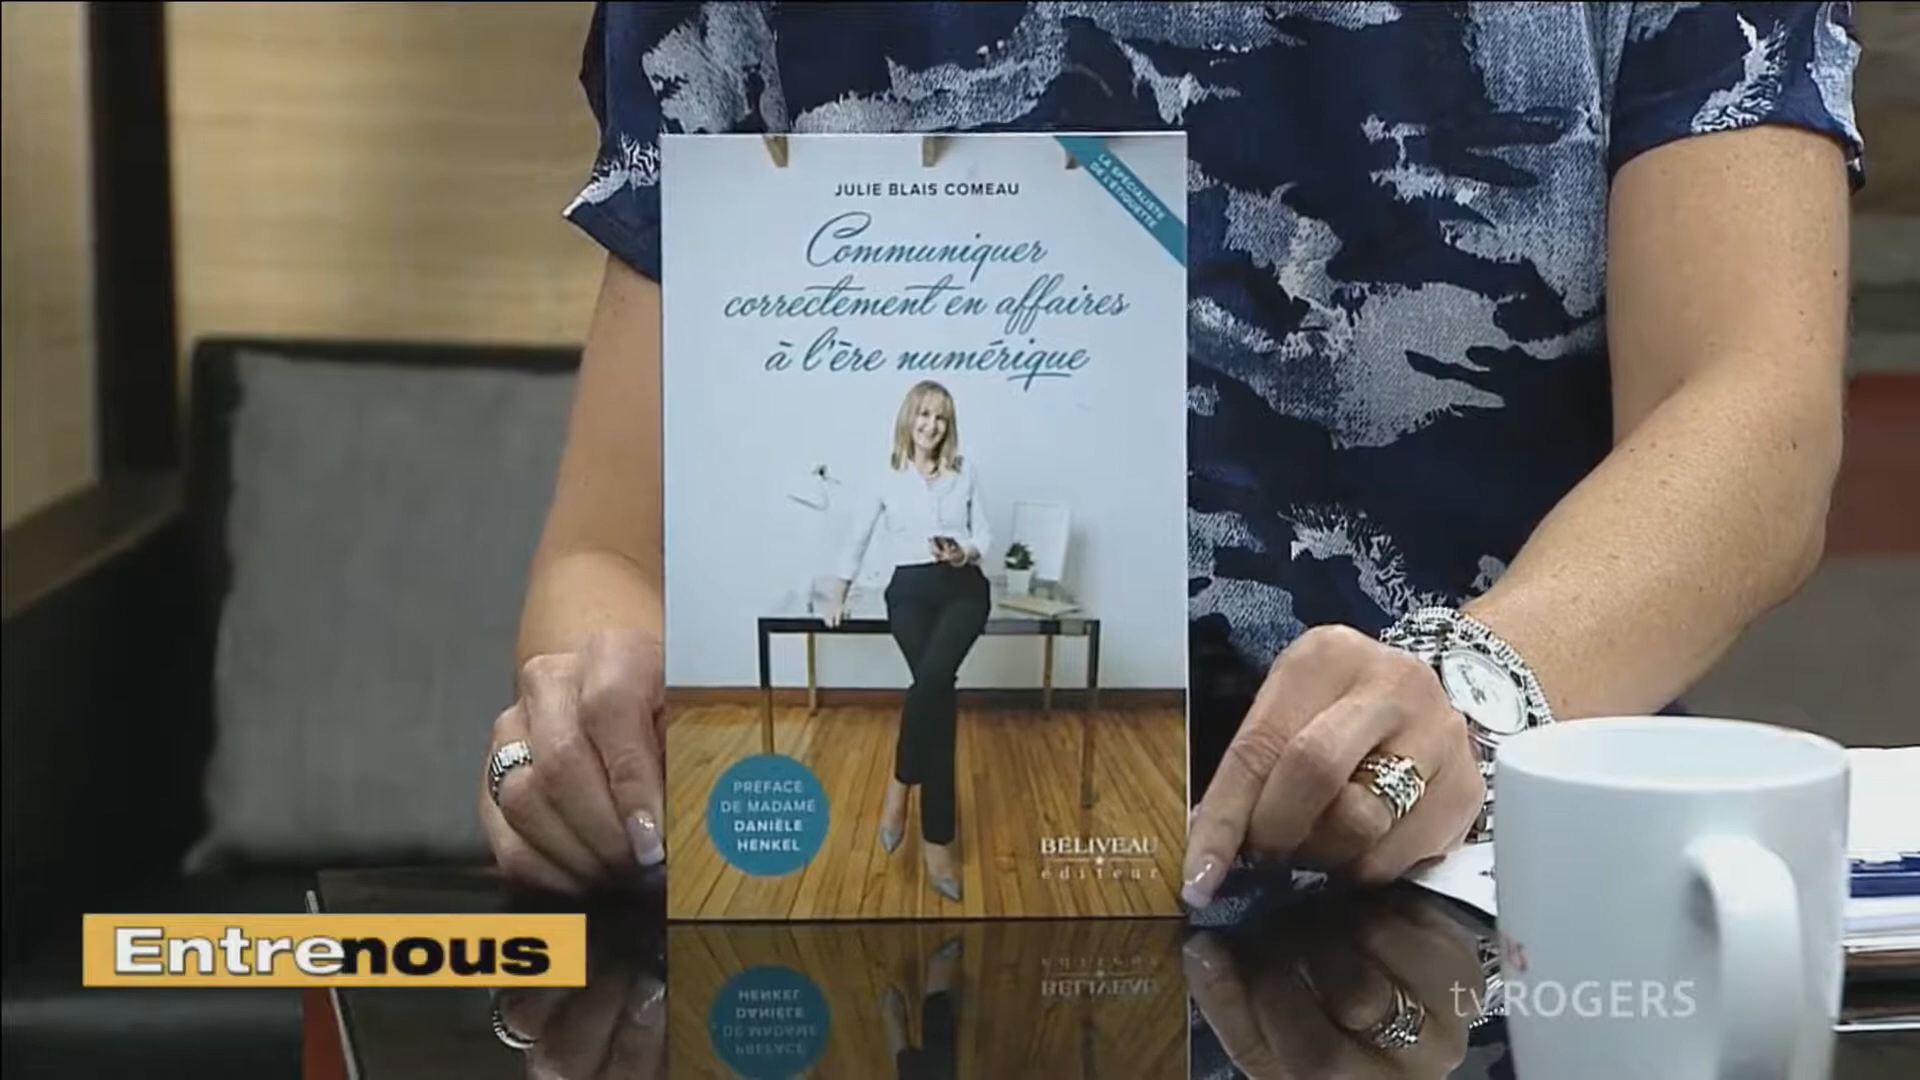 JULIE BLAIS COMEAU
LA SPÉCIALISTE
DE L'ÉTIQUETTE
Communiquer
correctement en affaires
à l'ère numérique
PRÉFACE
DE MADAME
DANIÈLE
HENKEL
BÉLIVEAU
éditeur
Entrenous
tvROGERS